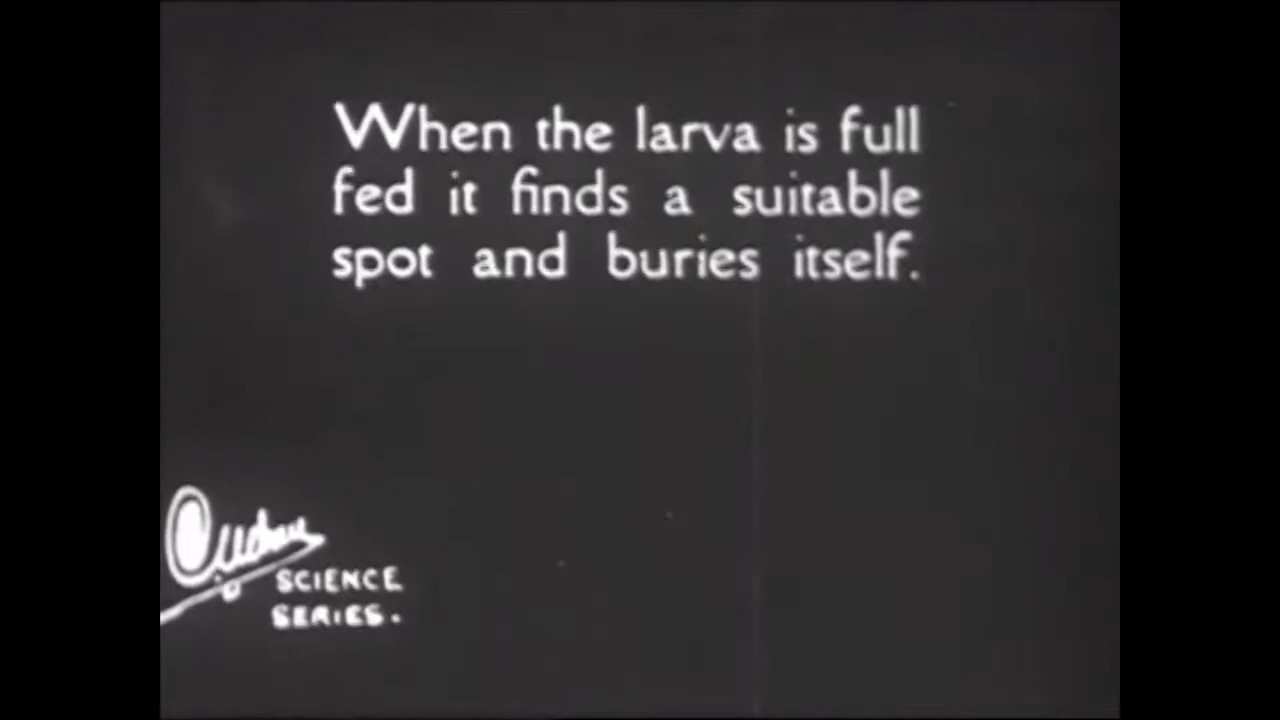 When the larva is full
fed it finds a suitable
spot and buries itself.
SCIENCE
SERIES.